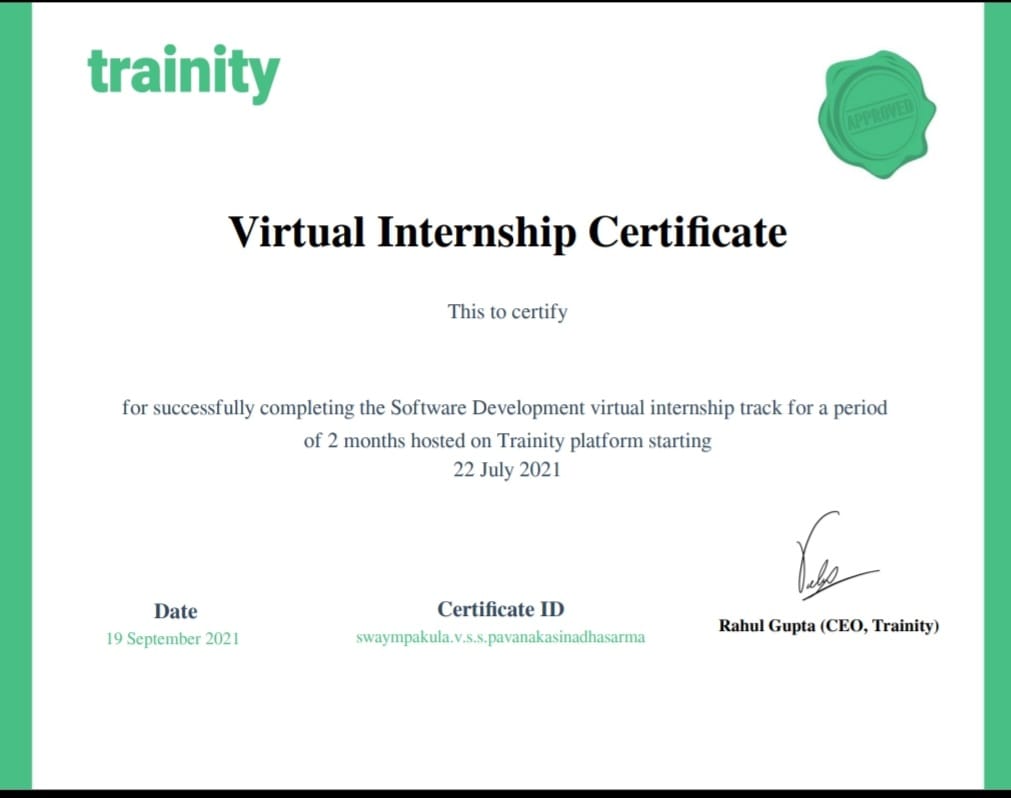 trainity
APPROVED
Virtual Internship Certificate
This to certify
for successfully completing the Software Development virtual internship track for a period
of 2 months hosted on Trainity platform starting
22 July 2021
Date
19 September 2021
Certificate ID
swaympakula.v.s.s.pavanakasinadhasarma
Rahul Gupta (CEO, Trainity)